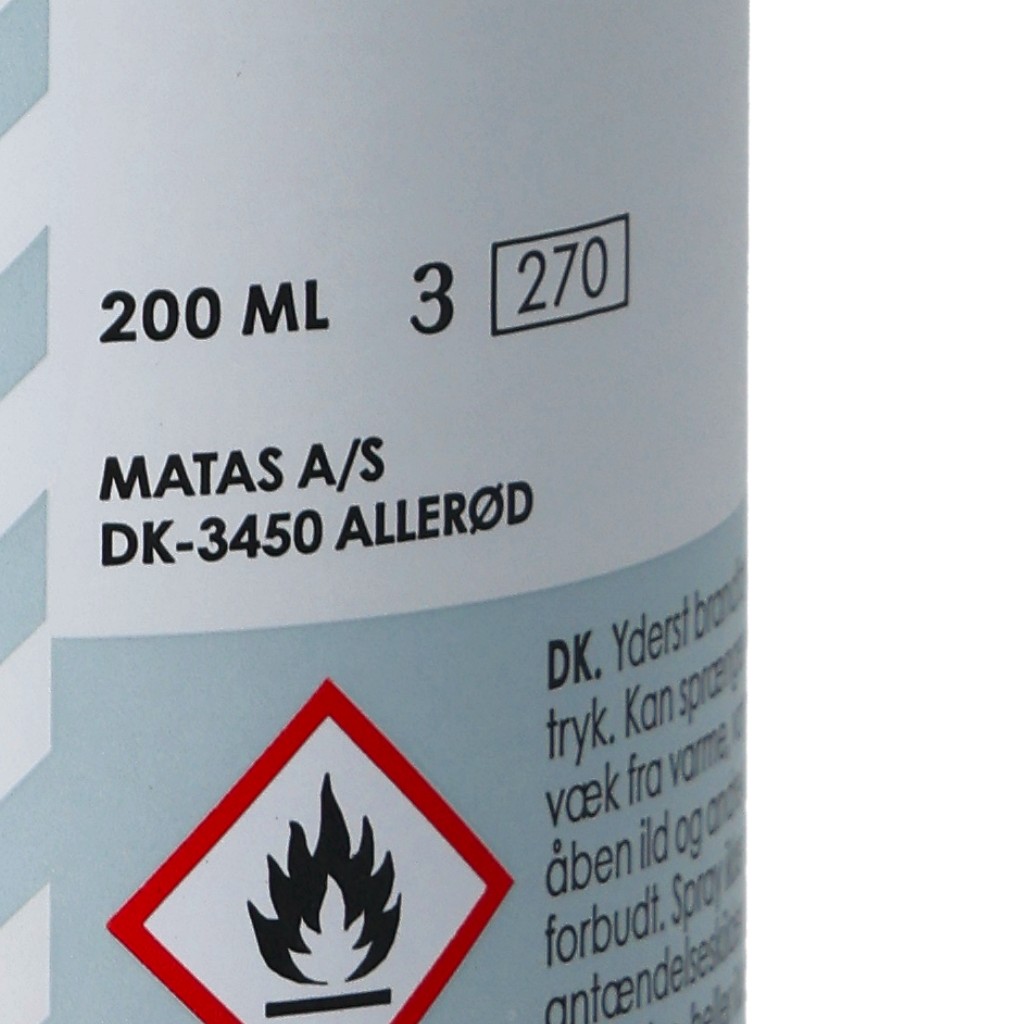 200 ML 3 270
MATAS A/S
DK-3450 ALLERØD
DK. Yderst
tryk. Kan
væk fra varme,
åben ild og
forbudt. Spray